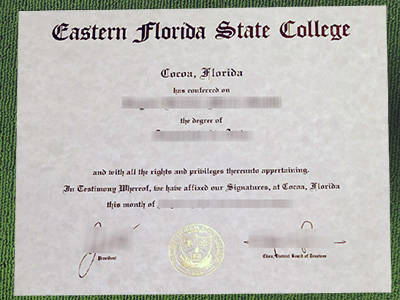 Eastern Florida State College
Cocoa, Florida
has conferred on
the degree of
and with all the rights and privileges thereunto appertaining.
In Testimony Whereof, we have affixed our Signatures, at Cocoa, Florida
this month of
President
Chair, District Board of Trustees